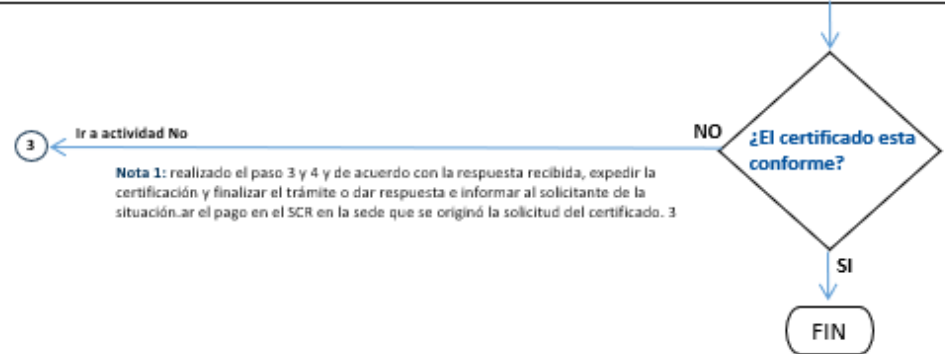 Ir a actividad No
3
NO
¿El certificado esta
conforme?
Nota 1: realizado el paso 3 y 4 y de acuerdo con la respuesta recibida, expedir la
certificación y finalizar el trámite o dar respuesta e informar al solicitante de la
situación.ar el pago en el SCR en la sede que se originó la solicitud del certificado. 3
SI
FIN